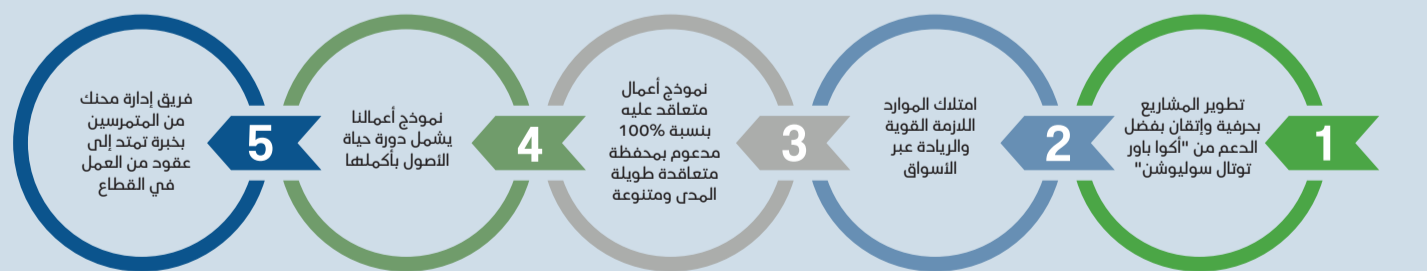 1
تطوير المشاريع
بحرفية وإتقان بفضل
الدعم من "أكوا باور
توتال سوليوشن"
2
امتلاك الموارد
اللازمة القوية
والريادة عبر
الأسواق
3
نموذج أعمال
متعاقد عليه
بنسبة 100%
مدعوم بمحفظة
متعاقدة طويلة
المدى ومتنوعة
4
نموذج أعمالنا
يشمل دورة حياة
الأصول بأكملها
5
فريق إدارة محنك
من المتمرسين
بخبرة تمتد إلى
عقود من العمل
في القطاع